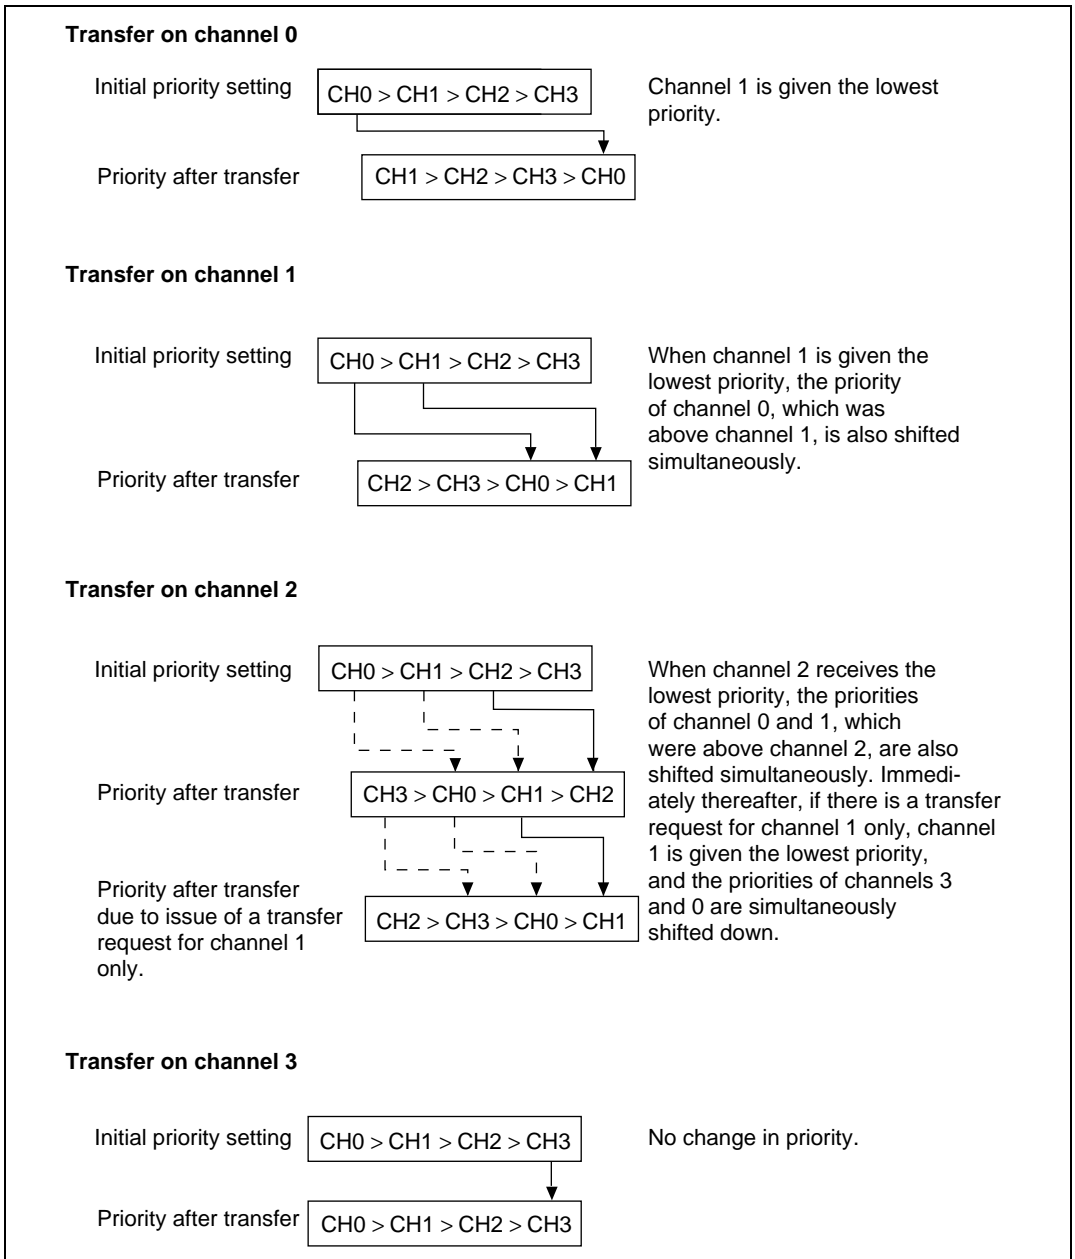 Transfer on channel 0
Initial priority setting
CH0 > CH1 > CH2 > CH3
Channel 1 is given the lowest
priority.
Priority after transfer
CH1 > CH2 > CH3 > CH0
Transfer on channel 1
Initial priority setting
CH0 > CH1 > CH2 > CH3
When channel 1 is given the
lowest priority, the priority
of channel 0, which was
above channel 1, is also shifted
simultaneously.
Priority after transfer
CH2 > CH3 > CH0 > CH1
Transfer on channel 2
Initial priority setting
CH0 > CH1 > CH2 > CH3
When channel 2 receives the
lowest priority, the priorities
of channel 0 and 1, which
were above channel 2, are also
shifted simultaneously. Immedi-
ately thereafter, if there is a transfer
request for channel 1 only, channel
1 is given the lowest priority,
and the priorities of channels 3
and 0 are simultaneously
shifted down.
Priority after transfer
CH3 > CH0 > CH1 > CH2
Priority after transfer
due to issue of a transfer
request for channel 1
only.
CH2 > CH3 > CH0 > CH1
Transfer on channel 3
Initial priority setting
CH0 > CH1 > CH2 > CH3
No change in priority.
Priority after transfer
CH0 > CH1 > CH2 > CH3